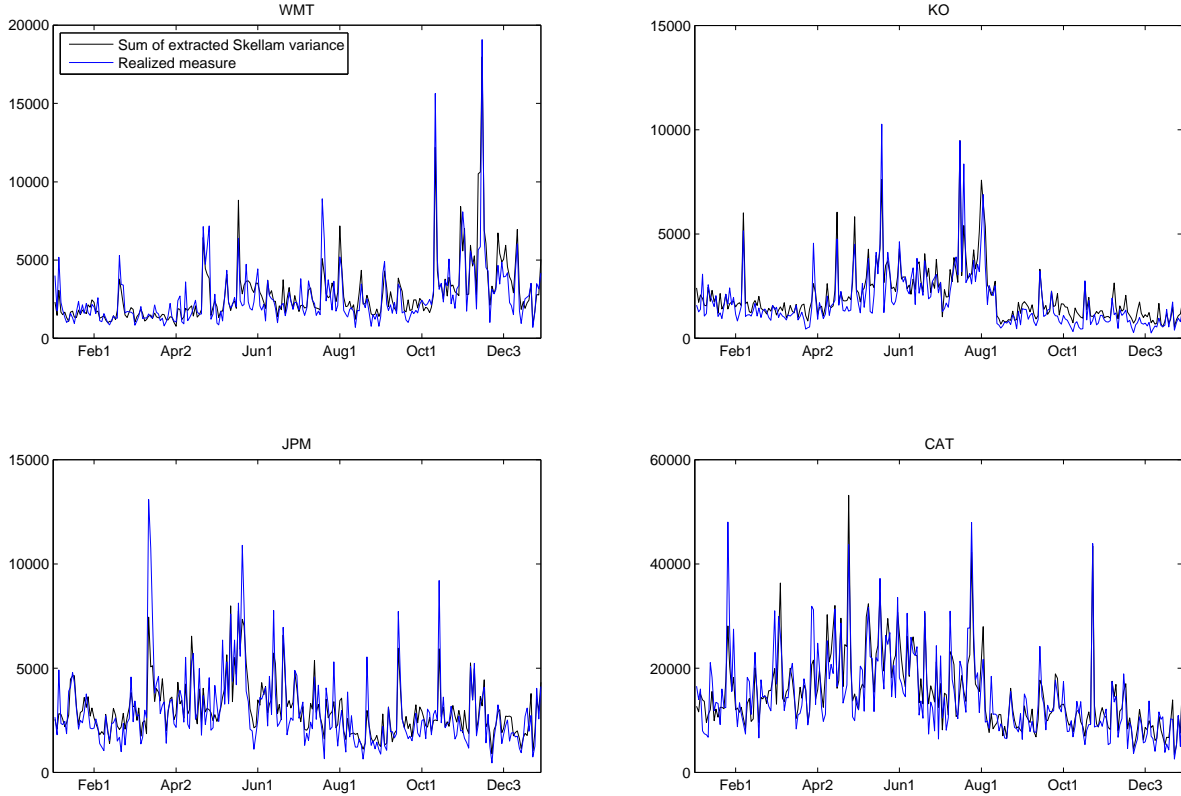 WMT
20000
15000
10000
5000
0
Sum of extracted Skellam variance
Realized measure
Feb1 Apr2 Jun1 Aug1 Oct1 Dec3
KO
15000
10000
5000
0
Feb1 Apr2 Jun1 Aug1 Oct1 Dec3
JPM
15000
10000
5000
0
Feb1 Apr2 Jun1 Aug1 Oct1 Dec3
CAT
60000
40000
20000
0
Feb1 Apr2 Jun1 Aug1 Oct1 Dec3